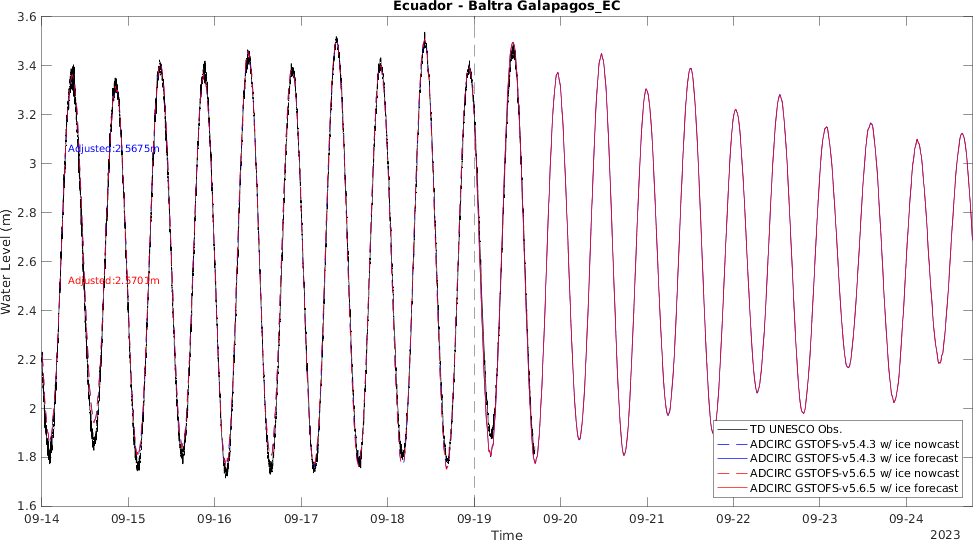 Ecuador - Baltra Galapagos_EC
3.6
3.4
3.2
3
2.8
2.6
2.4
2.2
2
1.8
1.6
Water Level (m)
Adjusted:2.5675m
Adjusted:2.5701m
TD UNESCO Obs.
ADCIRC GSTOFS-v5.4.3 w/ ice nowcast
ADCIRC GSTOFS-v5.4.3 w/ ice forecast
ADCIRC GSTOFS-v5.6.5 w/ ice nowcast
ADCIRC GSTOFS-v5.6.5 w/ ice forecast
09-14 09-15 09-16 09-17 09-18 09-19 09-20 09-21 09-22 09-23 09-24
Time
2023